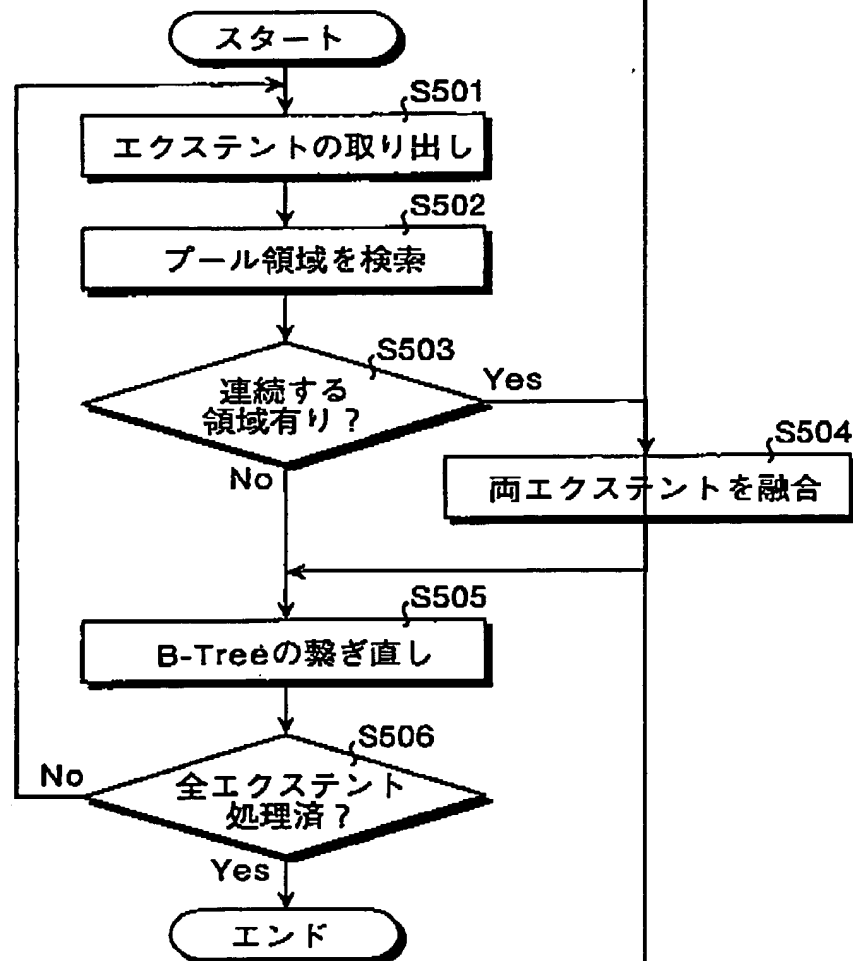 スタート
S501
エクステントの取り出し
S502
プール領域を検索
S503
連続する
領域有り？
Yes
No
S504
両エクステントを融合
S505
B-Treeの繋ぎ直し
S506
全エクステント
処理済？
No
Yes
エンド